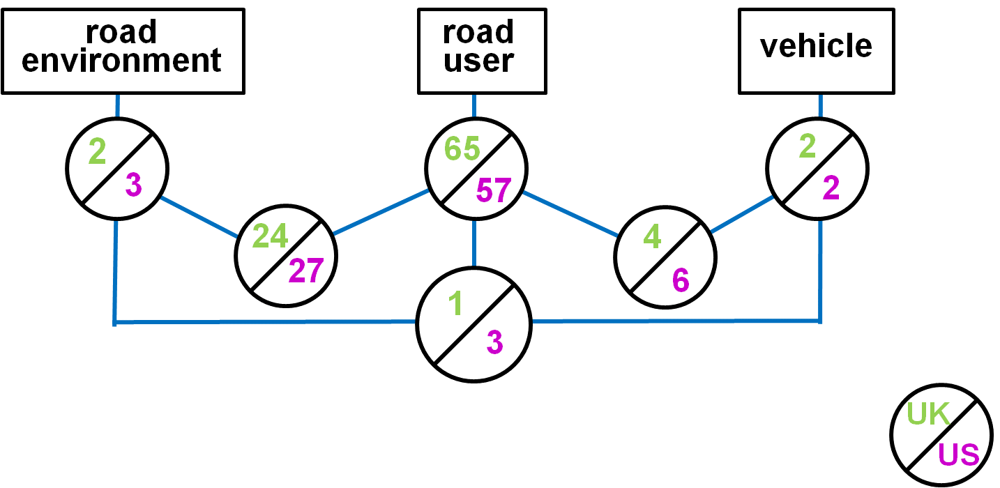 road
environment
road
user
vehicle
2
3
65
57
2
2
24
27
4
6
1
3
UK
US